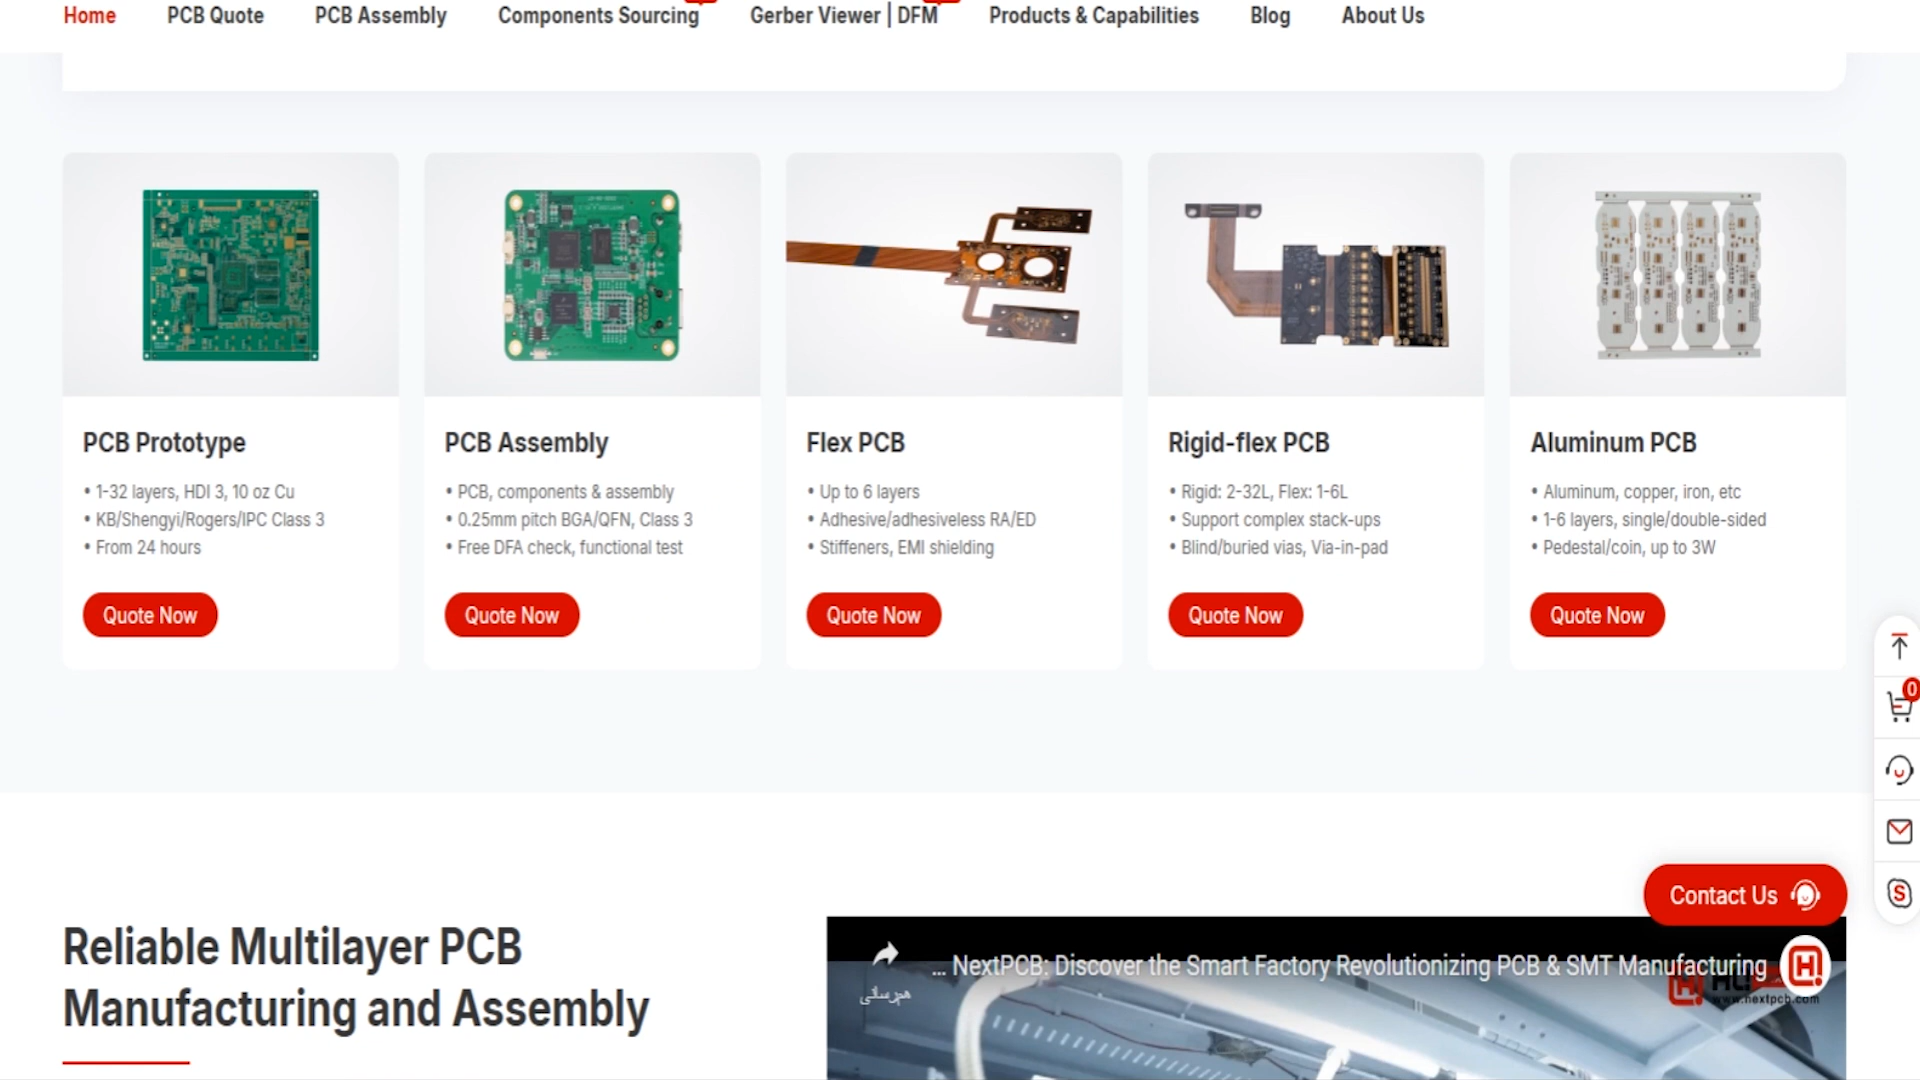 Home PCB Quote PCB Assembly Components Sourcing Gerber Viewer | DFM Products & Capabilities Blog About Us
PCB Prototype
• 1-32 layers, HDI 3, 10 oz Cu
• KB/Shengyi/Rogers/IPC Class 3
• From 24 hours
Quote Now
PCB Assembly
• PCB, components & assembly
• 0.25mm pitch BGA/QFN, Class 3
• Free DFA check, functional test
Quote Now
Flex PCB
• Up to 6 layers
• Adhesive/adhesiveless RA/ED
• Stiffeners, EMI shielding
Quote Now
Rigid-flex PCB
• Rigid: 2-32L, Flex: 1-6L
• Support complex stack-ups
• Blind/buried vias, Via-in-pad
Quote Now
Aluminum PCB
• Aluminum, copper, iron, etc
• 1-6 layers, single/double-sided
• Pedestal/coin, up to 3W
Quote Now
0
Contact Us
Reliable Multilayer PCB
Manufacturing and Assembly
... NextPCB: Discover the Smart Factory Revolutionizing PCB & SMT Manufacturing
هم‌رسانی
www.nextpcb.com